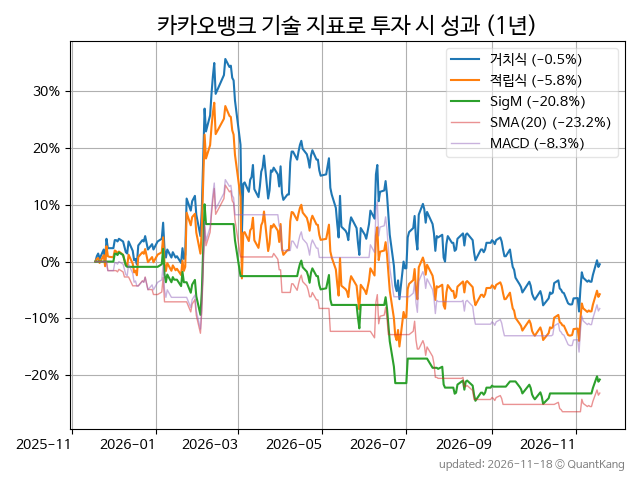 카카오뱅크 기술 지표로 투자 시 성과 (1년)
거치식 (-0.5%)
적립식 (-5.8%)
SigM (-20.8%)
SMA(20) (-23.2%)
MACD (-8.3%)
30%
20%
10%
0%
-10%
-20%
2025-11
2026-01
2026-03
2026-05
2026-07
2026-09
2026-11
updated: 2026-11-18 © QuantKang